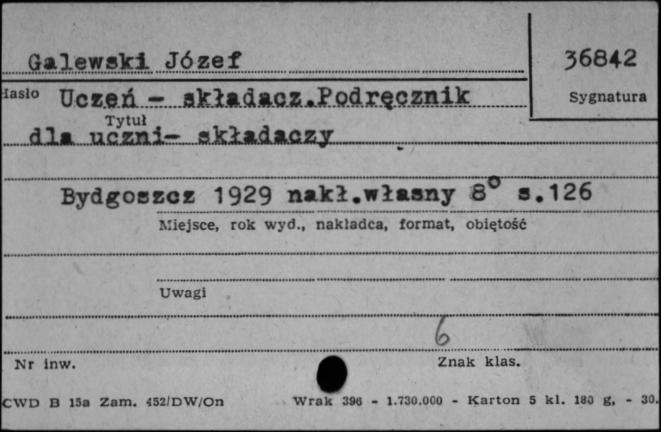 Galewski Józef
36842
Hasło
Sygnatura
Uczeń - składacz.Podręcznik
Tytuł
dla uczni- składaczy
Bydgoszcz 1929 nakł.własny 8° s.126
Miejsce, rok wyd., nakładca, format, objętość
Uwagi
6
Nr inw.
Znak klas.
CWD B 15a Zam. 452/DW/On Wrak 396 - 1.730.000 - Karton 5 kl. 180 g. - 30.